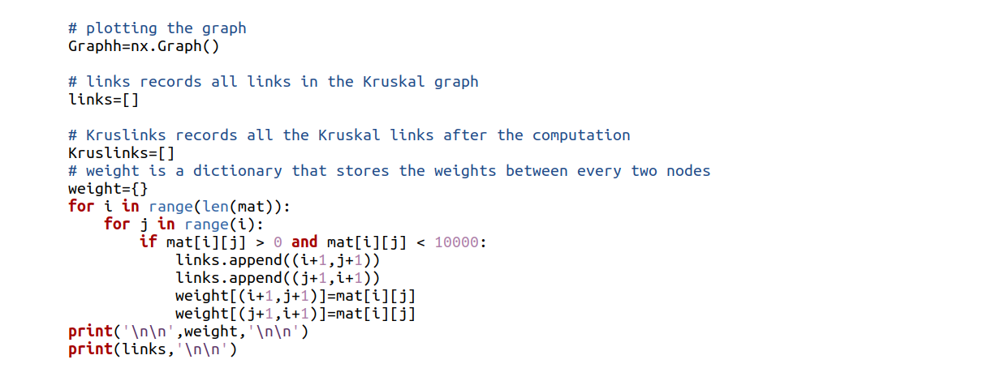 # plotting the graph
Graphh=nx.Graph()
# links records all links in the Kruskal graph
links=[]
# Kruslinks records all the Kruskal links after the computation
Kruslinks=[]
# weight is a dictionary that stores the weights between every two nodes
weight={}
for i in range(len(mat)):
    for j in range(i):
        if mat[i][j] > 0 and mat[i][j] < 10000:
            links.append((i+1,j+1))
            links.append((j+1,i+1))
            weight[(i+1,j+1)]=mat[i][j]
            weight[(j+1,i+1)]=mat[i][j]
print('\n\n',weight,'\n\n')
print(links,'\n\n')